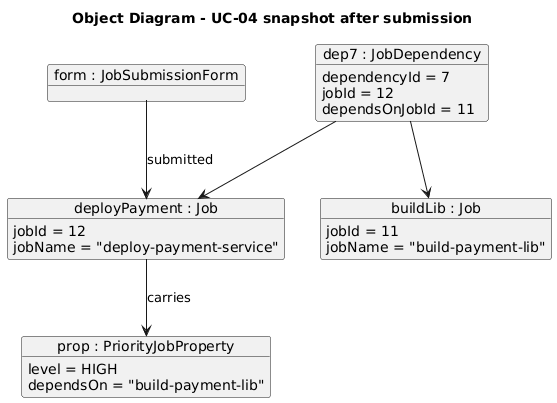 Object Diagram - UC-04 snapshot after submission
form : JobSubmissionForm
dep7 : JobDependency
dependencyId = 7
jobId = 12
dependsOnJobId = 11
submitted
deployPayment : Job
jobId = 12
jobName = "deploy-payment-service"
buildLib : Job
jobId = 11
jobName = "build-payment-lib"
carries
prop : PriorityJobProperty
level = HIGH
dependsOn = "build-payment-lib"